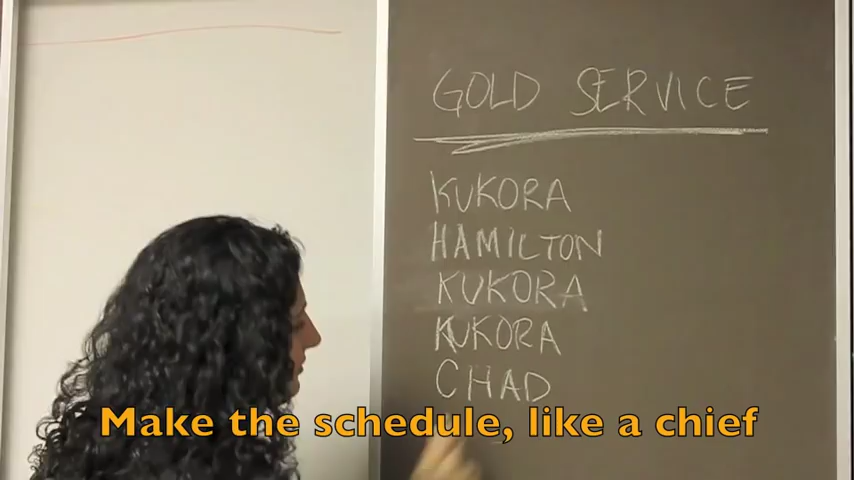 GOLD SERVICE
KUKORA
HAMILTON
KUKORA
KUKORA
CHAD
Make the schedule, like a chief